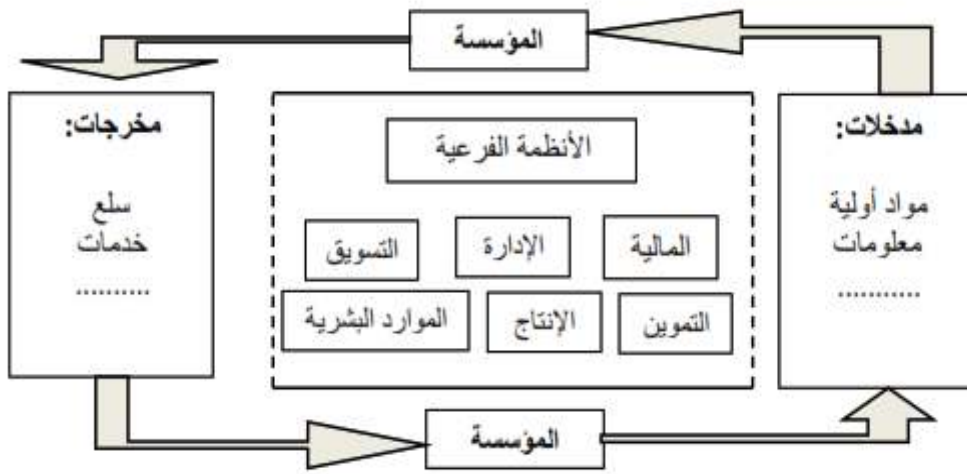 المؤسسة
مدخلات:
مواد أولية
معلومات
...........
الأنظمة الفرعية
المالية
الإدارة
التسويق
التموين
الإنتاج
الموارد البشرية
مخرجات:
سلع
خدمات
..........
المؤسسة